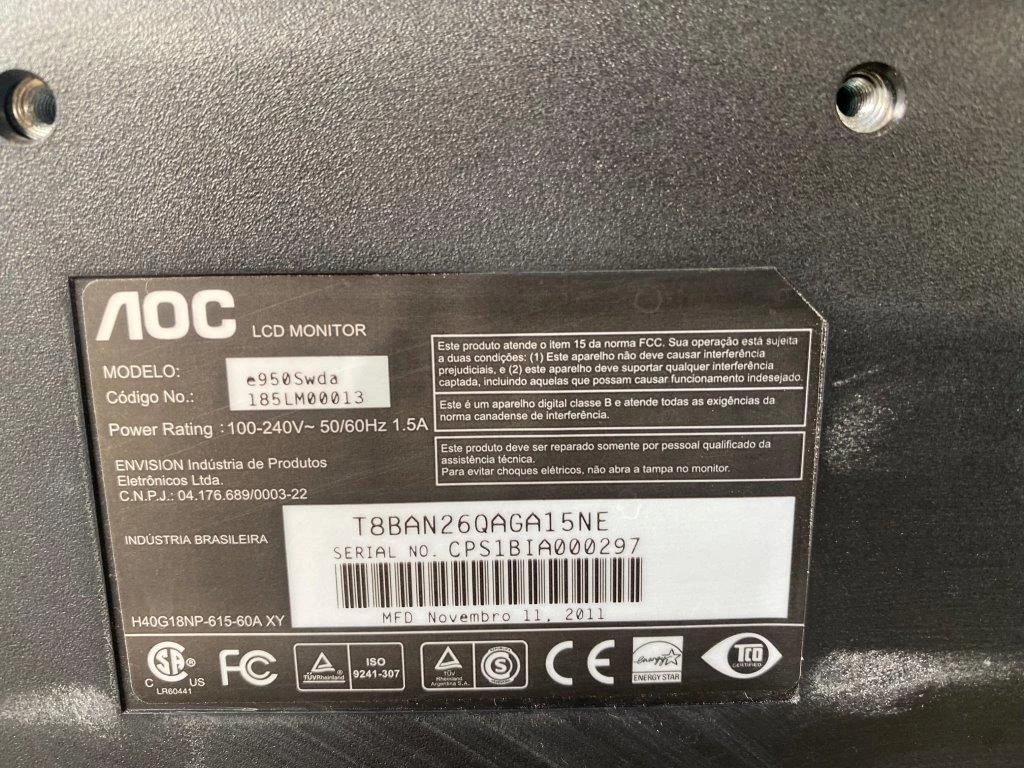 AOC LCD MONITOR
MODELO: e950Swda
Código No.: 185LM00013
Power Rating : 100-240V~ 50/60Hz 1.5A
ENVISION Indústria de Produtos
Eletrônicos Ltda.
C.N.P.J.: 04.176.689/0003-22
INDÚSTRIA BRASILEIRA
H40G18NP-615-60A XY
Este produto atende o item 15 da norma FCC. Sua operação está sujeita
a duas condições: (1) Este aparelho não deve causar interferência
prejudiciais, e (2) este aparelho deve suportar qualquer interferência
captada, incluindo aquelas que possam causar funcionamento indesejado.
Este é um aparelho digital classe B e atende todas as exigências da
norma canadense de interferência.
Este produto deve ser reparado somente por pessoal qualificado da
assistência técnica.
Para evitar choques elétricos, não abra a tampa no monitor.
T8BAN26QAGA15NE
SERIAL NO. CPS1BIA000297
MFD Novembro 11, 2011
SA ®
C US
LR60441
FC
TÜVRheinland
ISO
9241-307
TÜV
Rheinland
Argentina S.A.
S
CE
energy
ENERGY STAR
TCO
CERTIFIED